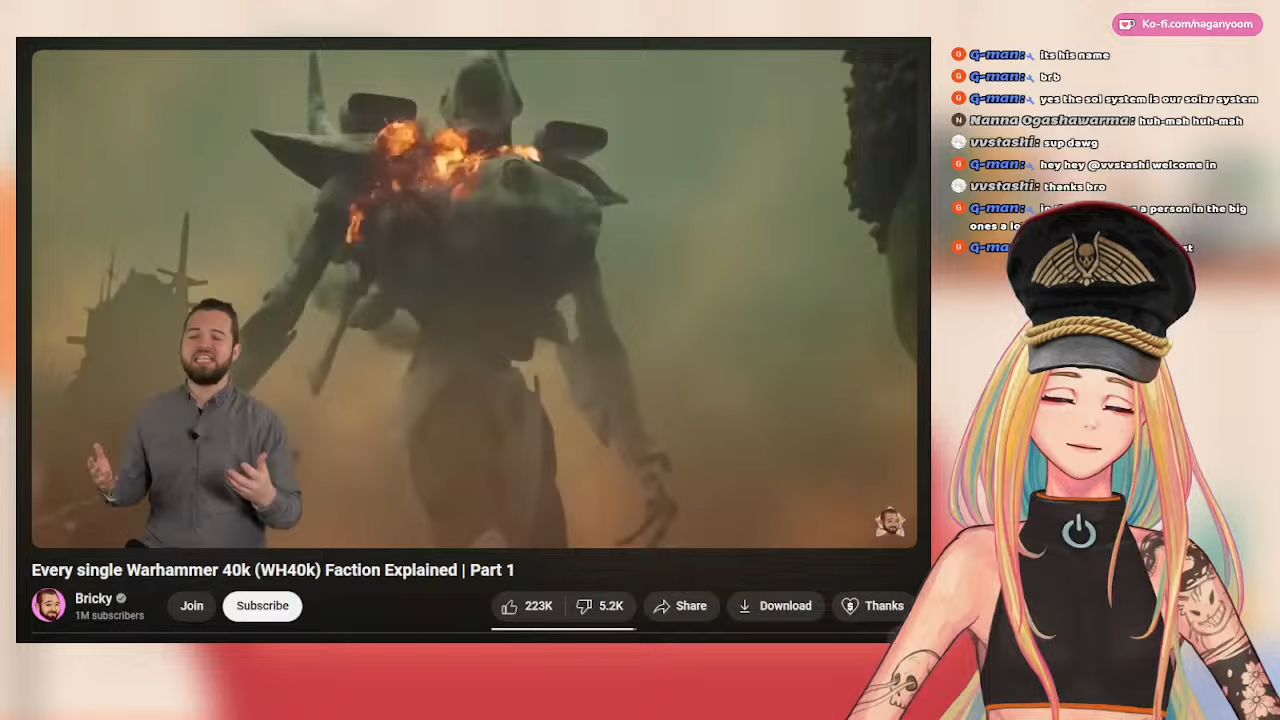 Ko-fi.com/naganyoom
G-man: its his name
G-man: brb
G-man: yes the sol system is our solar system
Nanna Ogashawarma: huh-mah huh-mah
vvstashi: sup dawg
G-man: hey hey @vvstashi welcome in
vvstashi: thanks bro
G-man: a person in the big
ones a
G-ma
Every single Warhammer 40k (WH40k) Faction Explained | Part 1
Bricky
1M subscribers
Join
Subscribe
223K
5.2K
Share
Download
Thanks